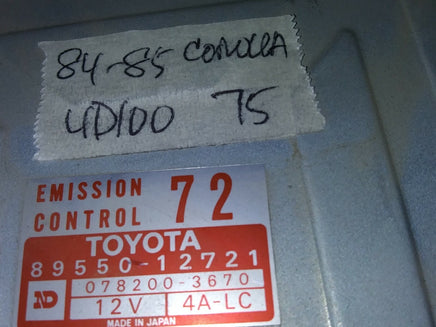 84-85 COROLLA
4D100 75
EMISSION
CONTROL 72
TOYOTA
89550-12721
ND 078200-3670
12V 4A-LC
MADE IN JAPAN